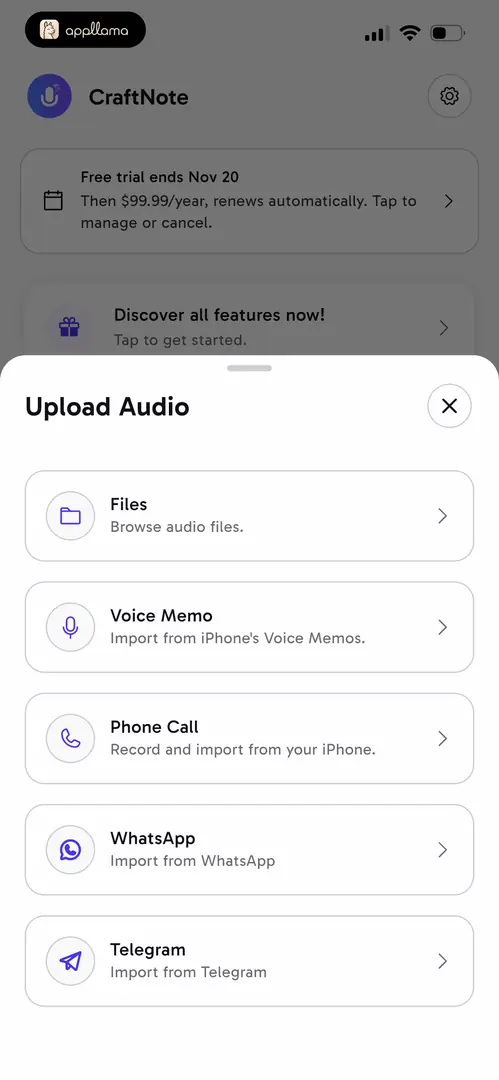 appllama
CraftNote
Free trial ends Nov 20
Then $99.99/year, renews automatically. Tap to
manage or cancel.
Discover all features now!
Tap to get started.
Upload Audio
Files
Browse audio files.
Voice Memo
Import from iPhone's Voice Memos.
Phone Call
Record and import from your iPhone.
WhatsApp
Import from WhatsApp
Telegram
Import from Telegram